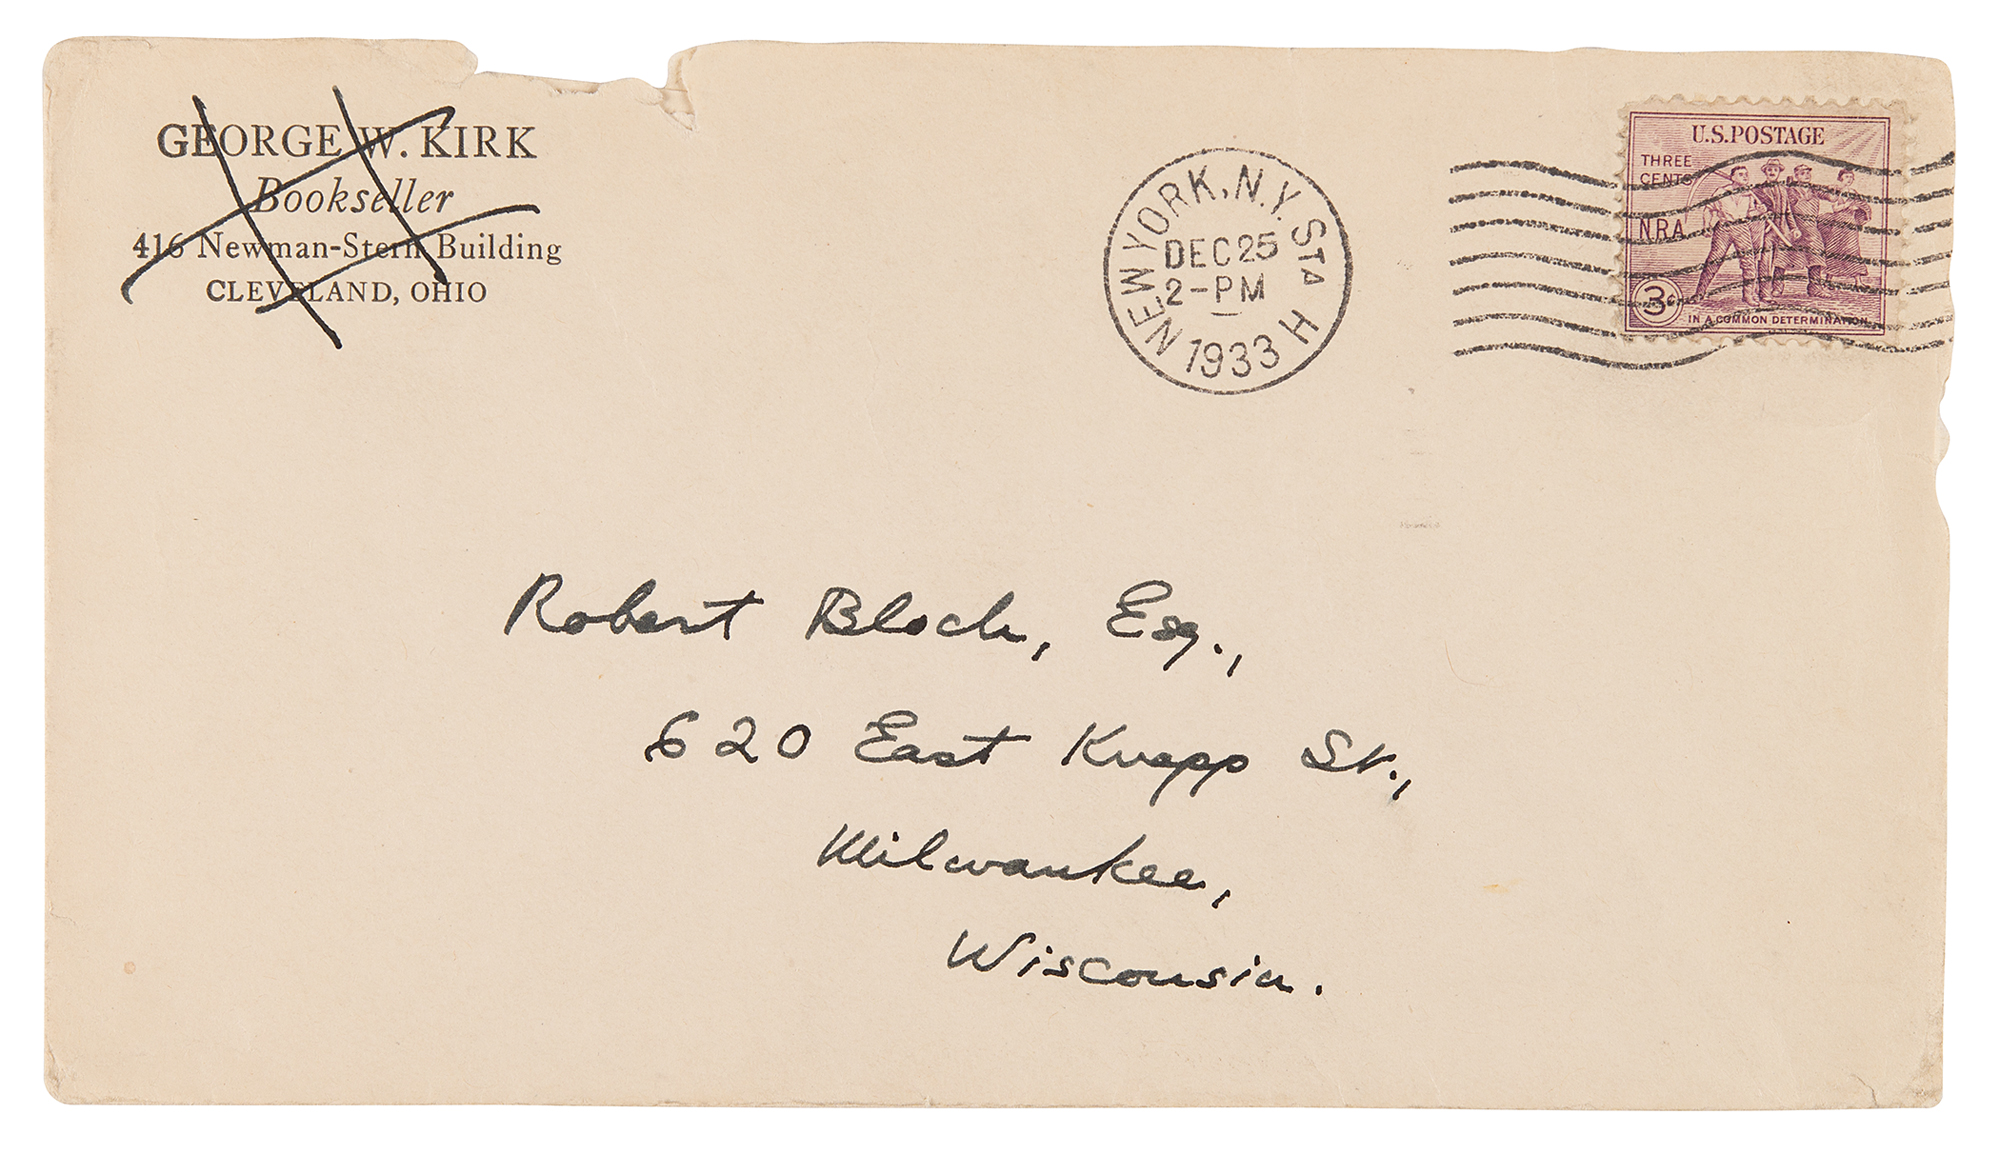 GEORGE W. KIRK
Bookseller
416 Newman-Stern Building
CLEVELAND, OHIO
NEW YORK, N.Y. STA H
DEC 25
2-PM
1933
U.S. POSTAGE
THREE
CENTS
NRA
3¢
IN A COMMON DETERMINATION
Robert Bloch, Esq.,
620 East Knapp St.,
Milwaukee,
Wisconsin.